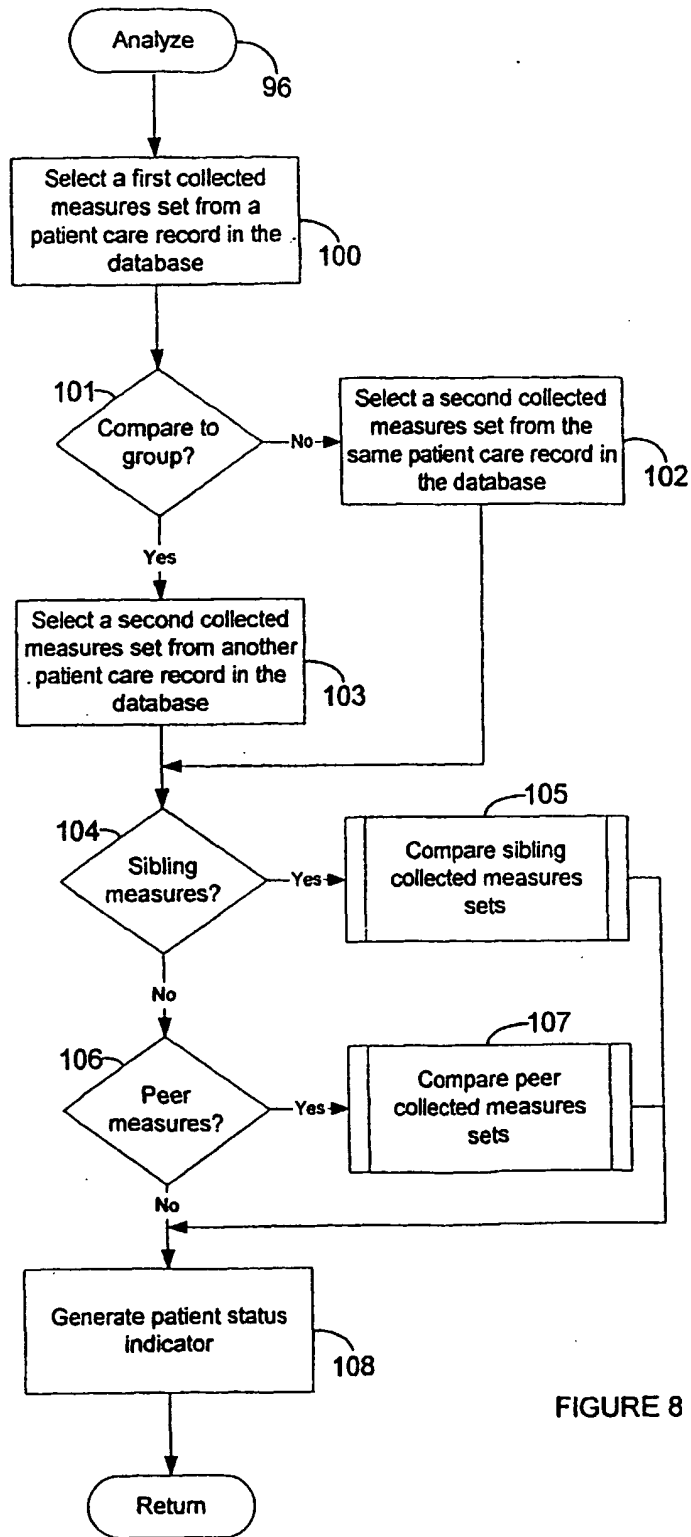 Analyze
96
Select a first collected
measures set from a
patient care record in the
database
100
101
Compare to
group?
No
Select a second collected
measures set from the
same patient care record in
the database
102
Yes
Select a second collected
measures set from another
patient care record in the
database
103
104
Sibling
measures?
Yes
105
Compare sibling
collected measures
sets
No
106
Peer
measures?
Yes
107
Compare peer
collected measures
sets
No
Generate patient status
indicator
108
FIGURE 8
Return